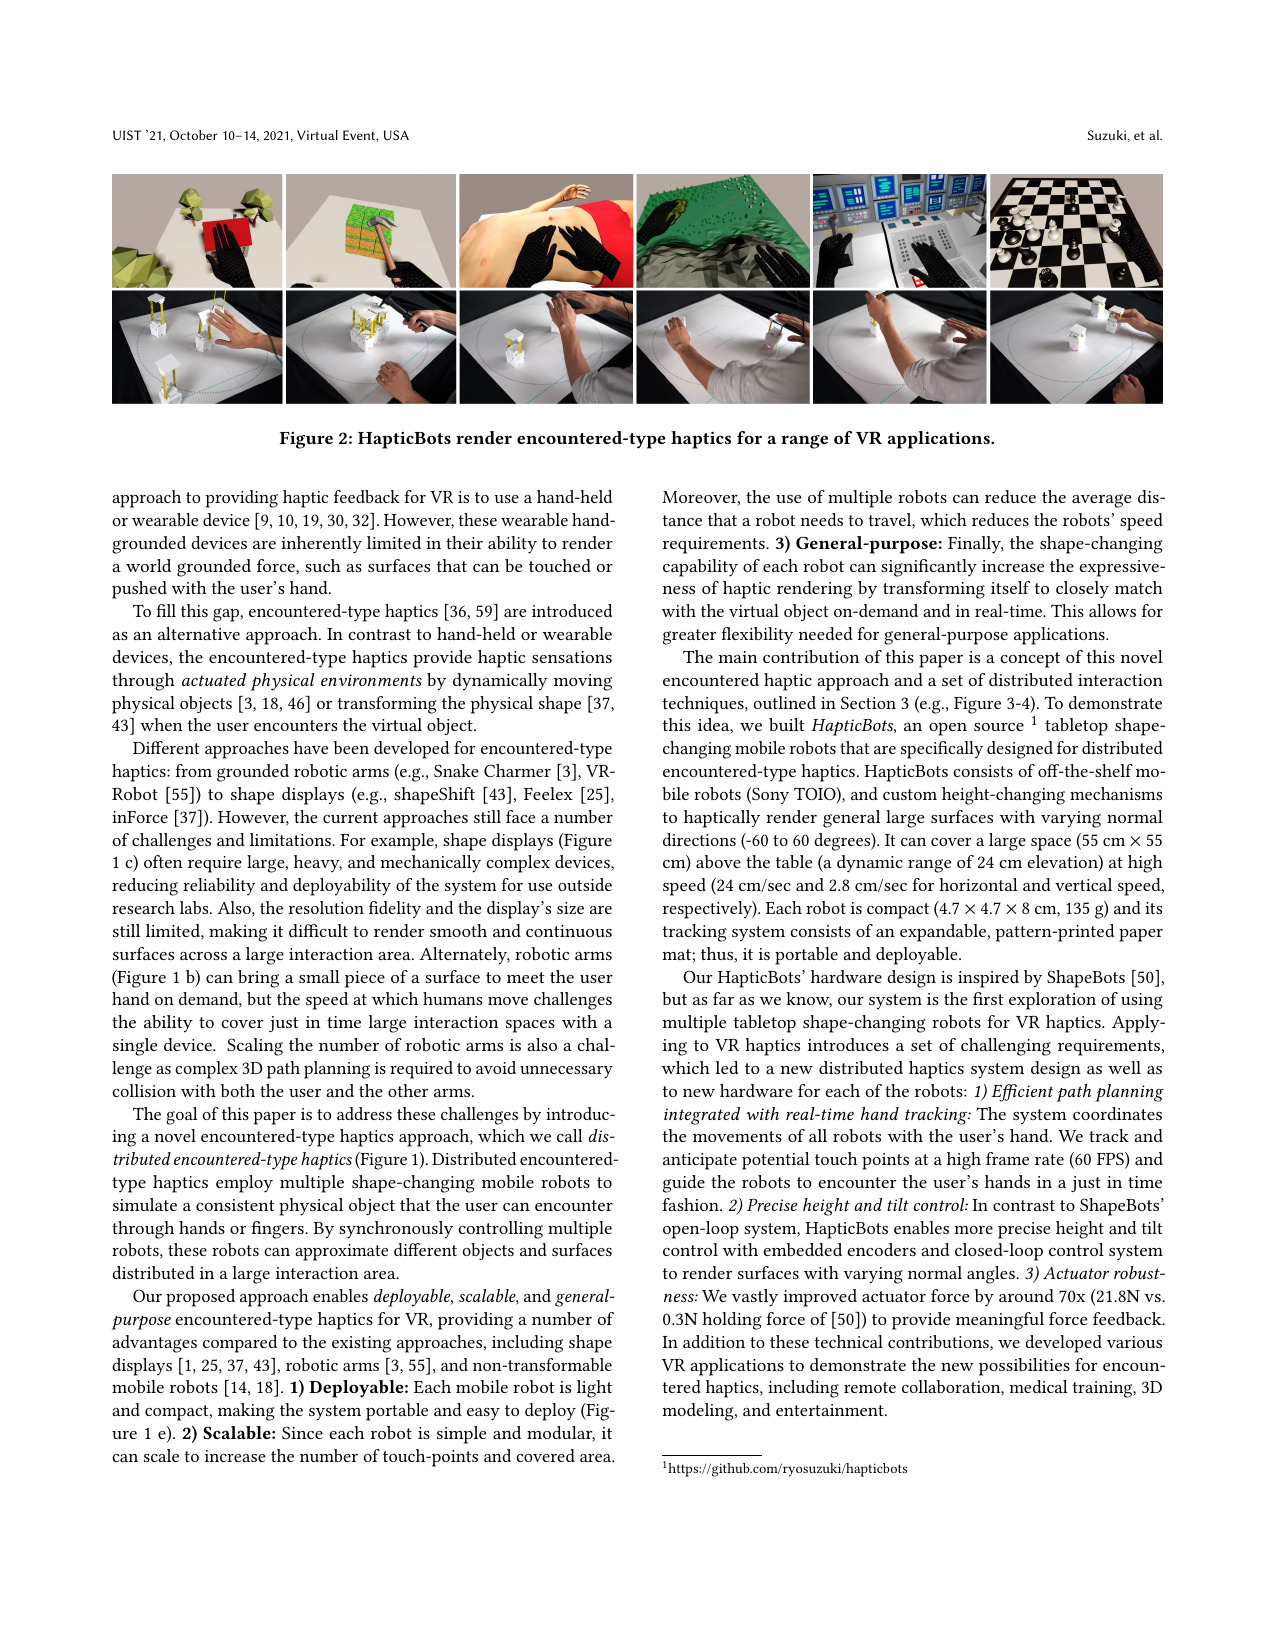 UIST ’21, October 10–14, 2021, Virtual Event, USA
Suzuki, et al.
Figure 2: HapticBots render encountered-type haptics for a range of VR applications.
approach to providing haptic feedback for VR is to use a hand-held
or wearable device [9, 10, 19, 30, 32]. However, these wearable hand-
grounded devices are inherently limited in their ability to render
a world grounded force, such as surfaces that can be touched or
pushed with the user’s hand.
To fill this gap, encountered-type haptics [36, 59] are introduced
as an alternative approach. In contrast to hand-held or wearable
devices, the encountered-type haptics provide haptic sensations
through actuated physical environments by dynamically moving
physical objects [3, 18, 46] or transforming the physical shape [37,
43] when the user encounters the virtual object.
Different approaches have been developed for encountered-type
haptics: from grounded robotic arms (e.g., Snake Charmer [3], VR-
Robot [55]) to shape displays (e.g., shapeShift [43], Feelex [25],
inForce [37]). However, the current approaches still face a number
of challenges and limitations. For example, shape displays (Figure
1 c) often require large, heavy, and mechanically complex devices,
reducing reliability and deployability of the system for use outside
research labs. Also, the resolution fidelity and the display’s size are
still limited, making it difficult to render smooth and continuous
surfaces across a large interaction area. Alternately, robotic arms
(Figure 1 b) can bring a small piece of a surface to meet the user
hand on demand, but the speed at which humans move challenges
the ability to cover just in time large interaction spaces with a
single device. Scaling the number of robotic arms is also a chal-
lenge as complex 3D path planning is required to avoid unnecessary
collision with both the user and the other arms.
The goal of this paper is to address these challenges by introduc-
ing a novel encountered-type haptics approach, which we call dis-
tributed encountered-type haptics (Figure 1). Distributed encountered-
type haptics employ multiple shape-changing mobile robots to
simulate a consistent physical object that the user can encounter
through hands or fingers. By synchronously controlling multiple
robots, these robots can approximate different objects and surfaces
distributed in a large interaction area.
Our proposed approach enables deployable, scalable, and general-
purpose encountered-type haptics for VR, providing a number of
advantages compared to the existing approaches, including shape
displays [1, 25, 37, 43], robotic arms [3, 55], and non-transformable
mobile robots [14, 18]. 1) Deployable: Each mobile robot is light
and compact, making the system portable and easy to deploy (Fig-
ure 1 e). 2) Scalable: Since each robot is simple and modular, it
can scale to increase the number of touch-points and covered area.
Moreover, the use of multiple robots can reduce the average dis-
tance that a robot needs to travel, which reduces the robots’ speed
requirements. 3) General-purpose: Finally, the shape-changing
capability of each robot can significantly increase the expressive-
ness of haptic rendering by transforming itself to closely match
with the virtual object on-demand and in real-time. This allows for
greater flexibility needed for general-purpose applications.
The main contribution of this paper is a concept of this novel
encountered haptic approach and a set of distributed interaction
techniques, outlined in Section 3 (e.g., Figure 3-4). To demonstrate
this idea, we built HapticBots, an open source 1 tabletop shape-
changing mobile robots that are specifically designed for distributed
encountered-type haptics. HapticBots consists of off-the-shelf mo-
bile robots (Sony TOIO), and custom height-changing mechanisms
to haptically render general large surfaces with varying normal
directions (-60 to 60 degrees). It can cover a large space (55 cm × 55
cm) above the table (a dynamic range of 24 cm elevation) at high
speed (24 cm/sec and 2.8 cm/sec for horizontal and vertical speed,
respectively). Each robot is compact (4.7 × 4.7 × 8 cm, 135 g) and its
tracking system consists of an expandable, pattern-printed paper
mat; thus, it is portable and deployable.
Our HapticBots’ hardware design is inspired by ShapeBots [50],
but as far as we know, our system is the first exploration of using
multiple tabletop shape-changing robots for VR haptics. Apply-
ing to VR haptics introduces a set of challenging requirements,
which led to a new distributed haptics system design as well as
to new hardware for each of the robots: 1) Efficient path planning
integrated with real-time hand tracking: The system coordinates
the movements of all robots with the user’s hand. We track and
anticipate potential touch points at a high frame rate (60 FPS) and
guide the robots to encounter the user’s hands in a just in time
fashion. 2) Precise height and tilt control: In contrast to ShapeBots’
open-loop system, HapticBots enables more precise height and tilt
control with embedded encoders and closed-loop control system
to render surfaces with varying normal angles. 3) Actuator robust-
ness: We vastly improved actuator force by around 70x (21.8N vs.
0.3N holding force of [50]) to provide meaningful force feedback.
In addition to these technical contributions, we developed various
VR applications to demonstrate the new possibilities for encoun-
tered haptics, including remote collaboration, medical training, 3D
modeling, and entertainment.
1https://github.com/ryosuzuki/hapticbots